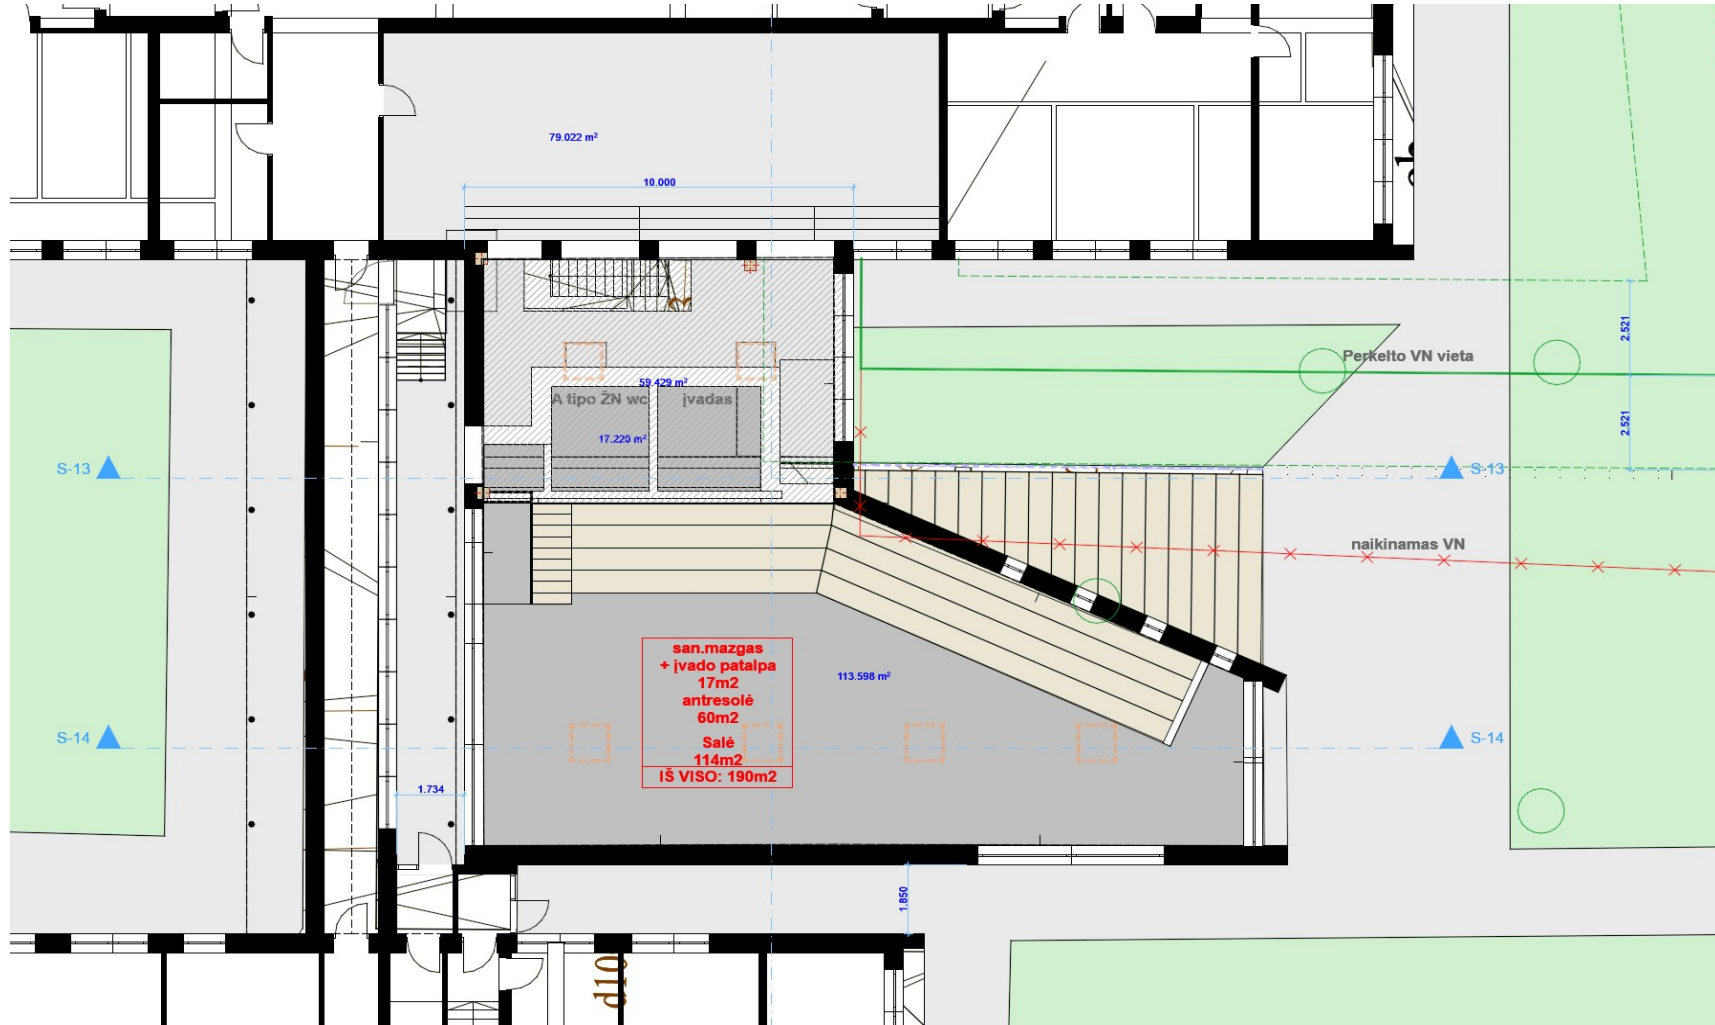 79.022 m²
10.000
2.521
Perkelto VN vieta
59.429 m²
A tipo ŽN wc įvadas
2.521
17.220 m²
S-13
S-13
naikinamas VN
san.mazgas
+ įvado patalpa
17m2
antresolė
60m2
Salė
114m2
IŠ VISO: 190m2
113.598 m²
S-14
S-14
1.734
1.850
d10